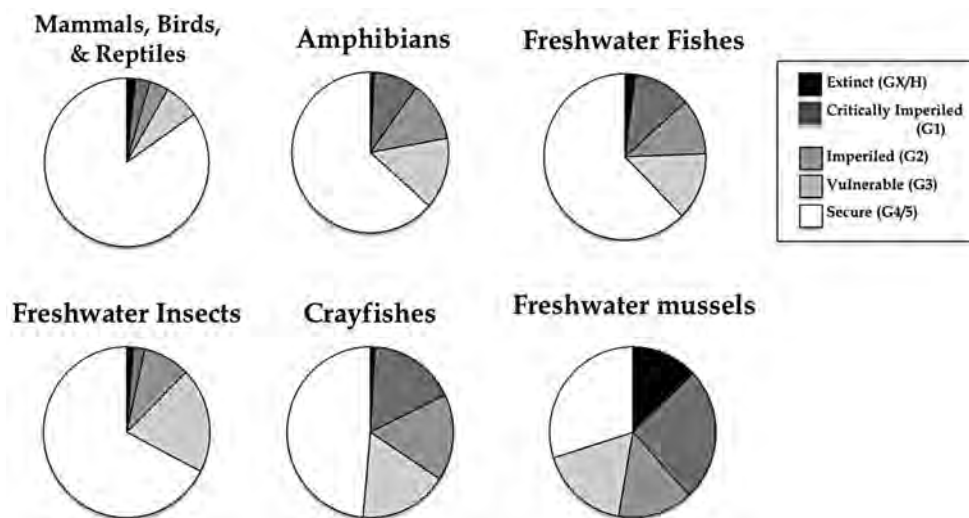 Mammals, Birds,
& Reptiles
Amphibians
Freshwater Fishes
Extinct (GX/H)
Critically Imperiled
(G1)
Imperiled (G2)
Vulnerable (G3)
Secure (G4/5)
Freshwater Insects
Crayfishes
Freshwater mussels